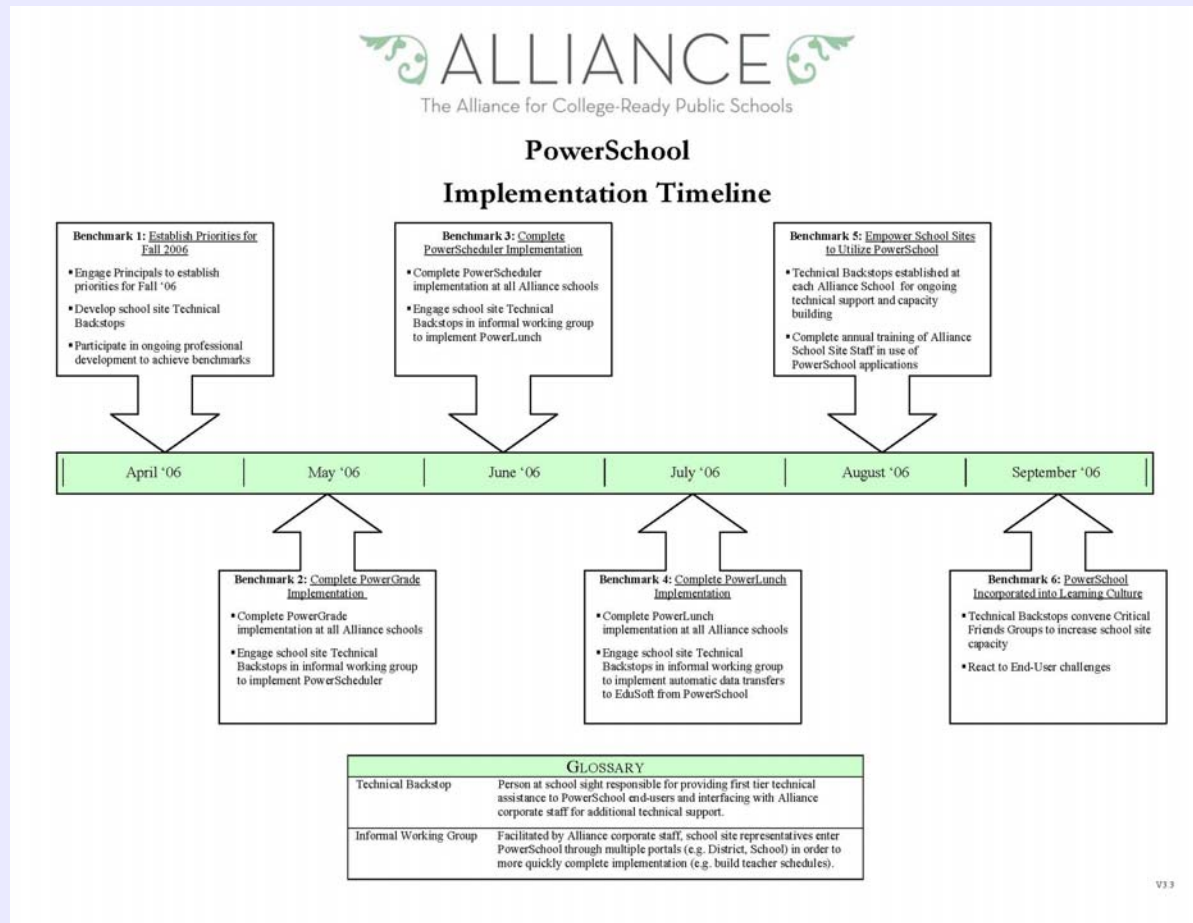 ALLIANCE
The Alliance for College-Ready Public Schools
PowerSchool
Implementation Timeline
Benchmark 1: Establish Priorities for
Fall 2006
▪ Engage Principals to establish
priorities for Fall ‘06
▪ Develop school site Technical
Backstops
▪ Participate in ongoing professional
development to achieve benchmarks
Benchmark 3: Complete
PowerScheduler Implementation
▪ Complete PowerScheduler
implementation at all Alliance schools
▪ Engage school site Technical
Backstops in informal working group
to implement PowerLunch
Benchmark 5: Empower School Sites
to Utilize PowerSchool
▪ Technical Backstops established at
each Alliance School for ongoing
technical support and capacity
building
▪ Complete annual training of Alliance
School Site Staff in use of
PowerSchool applications
April ‘06
May ‘06
June ‘06
July ‘06
August ‘06
September ‘06
Benchmark 2: Complete PowerGrade
Implementation
▪ Complete PowerGrade
implementation at all Alliance schools
▪ Engage school site Technical
Backstops in informal working group
to implement PowerScheduler
Benchmark 4: Complete PowerLunch
Implementation
▪ Complete PowerLunch
implementation at all Alliance schools
▪ Engage school site Technical
Backstops in informal working group
to implement automatic data transfers
to EduSoft from PowerSchool
Benchmark 6: PowerSchool
Incorporated into Learning Culture
▪ Technical Backstops convene Critical
Friends Groups to increase school site
capacity
▪ React to End-User challenges
GLOSSARY
Technical Backstop
Person at school sight responsible for providing first tier technical
assistance to PowerSchool end-users and interfacing with Alliance
corporate staff for additional technical support.
Informal Working Group
Facilitated by Alliance corporate staff, school site representatives enter
PowerSchool through multiple portals (e.g. District, School) in order to
more quickly complete implementation (e.g. build teacher schedules).
V3.3